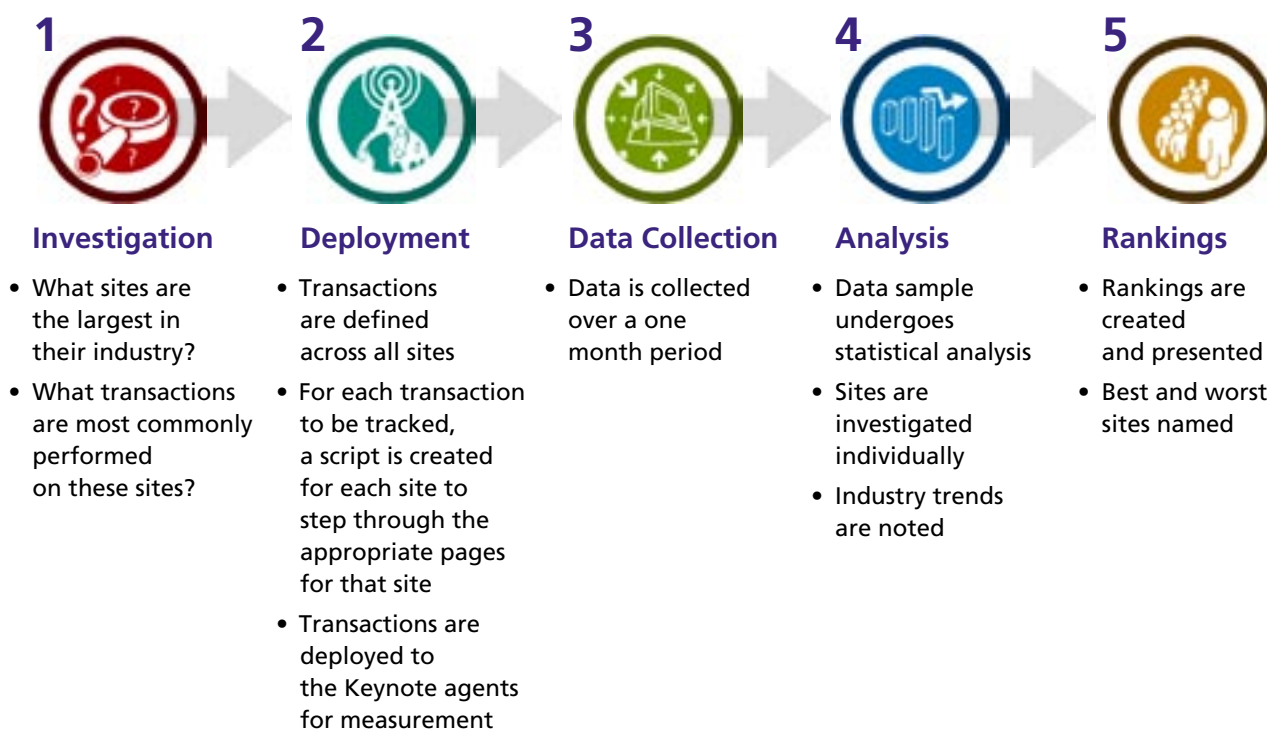 1
Investigation
• What sites are
the largest in
their industry?
• What transactions
are most commonly
performed
on these sites?
2
Deployment
• Transactions
are defined
across all sites
• For each transaction
to be tracked,
a script is created
for each site to
step through the
appropriate pages
for that site
• Transactions are
deployed to
the Keynote agents
for measurement
3
Data Collection
• Data is collected
over a one
month period
4
Analysis
• Data sample
undergoes
statistical analysis
• Sites are
investigated
individually
• Industry trends
are noted
5
Rankings
• Rankings are
created
and presented
• Best and worst
sites named